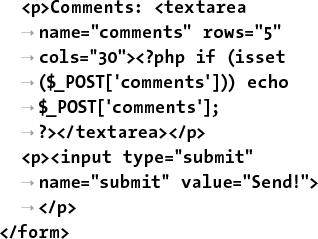 <p>Comments: <textarea
→ name="comments" rows="5"
→ cols="30"><?php if (isset
→ ($_POST['comments'])) echo
→ $_POST['comments'];
→ ?></textarea></p>
<p><input type="submit"
→ name="submit" value="Send!">
→ </p>
</form>